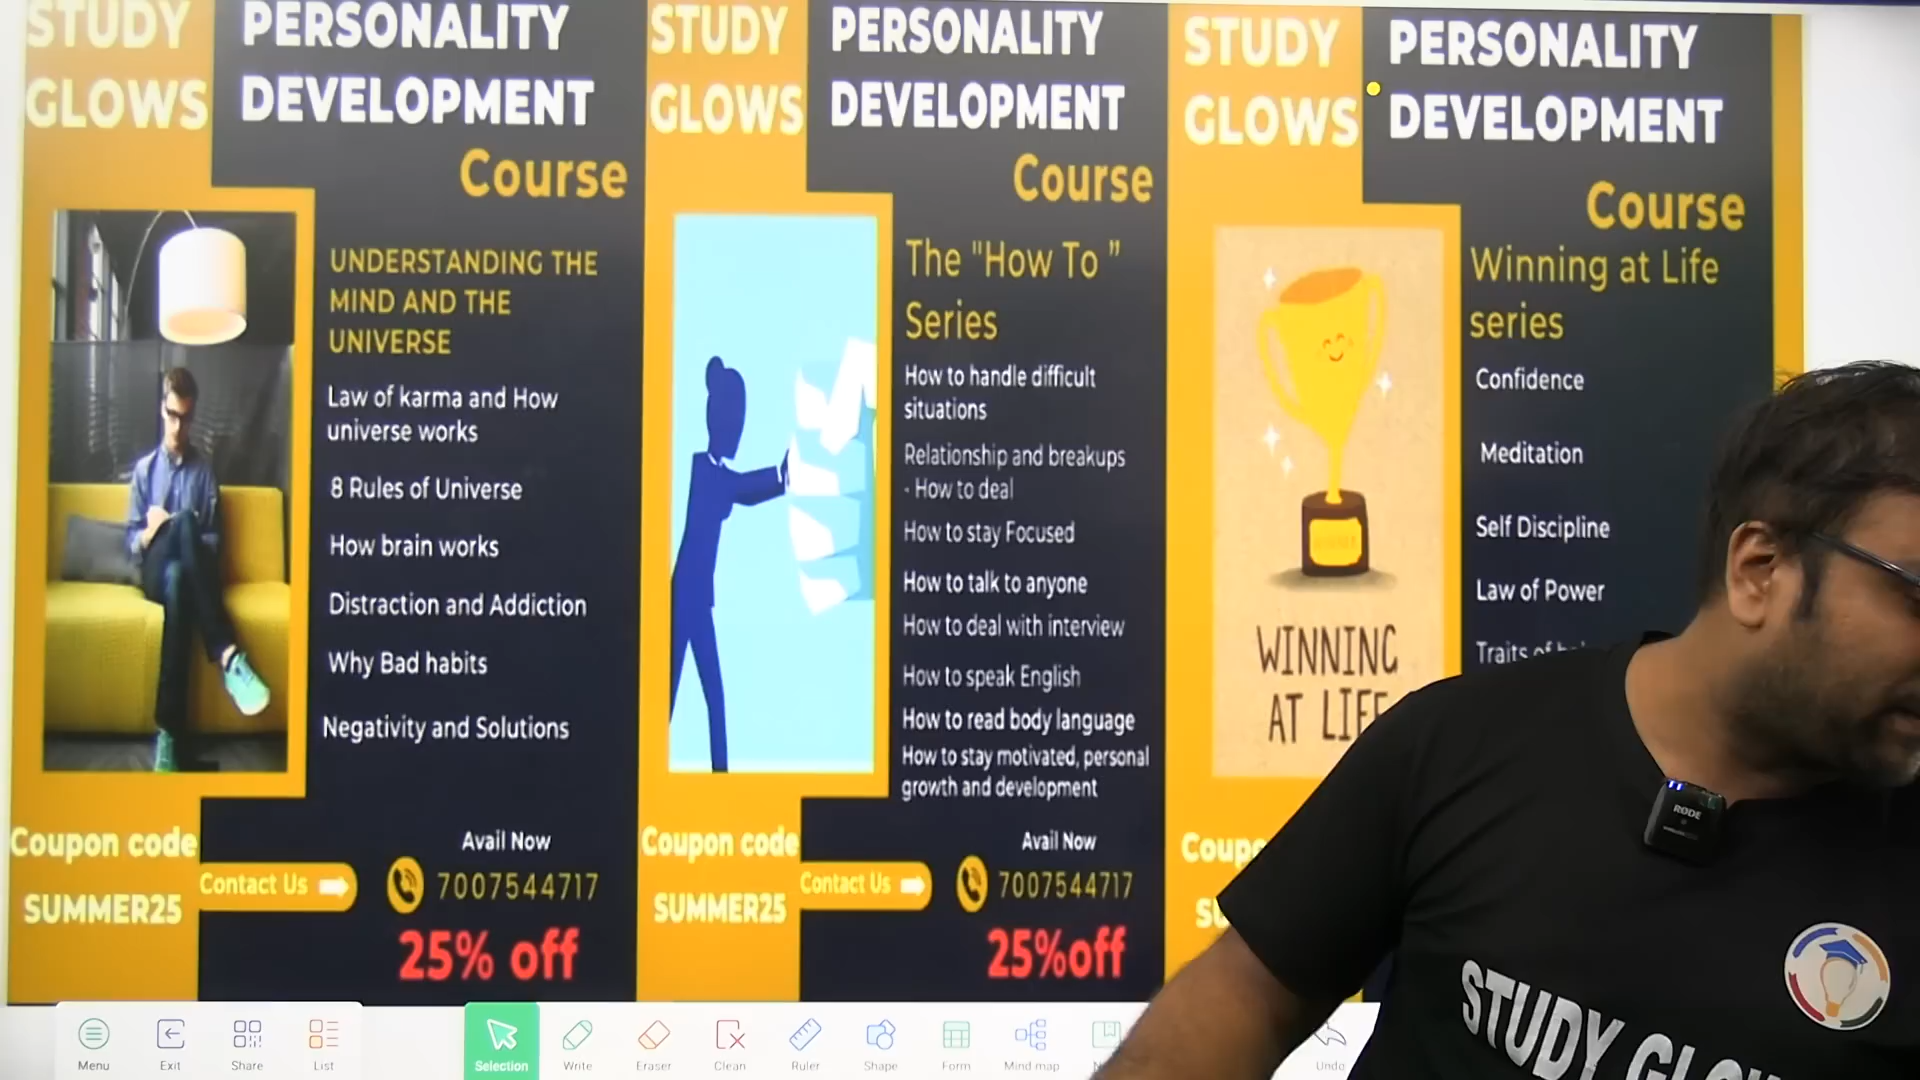 STUDY
GLOWS
PERSONALITY
DEVELOPMENT
Course
UNDERSTANDING THE
MIND AND THE
UNIVERSE
Law of karma and How
universe works
8 Rules of Universe
How brain works
Distraction and Addiction
Why Bad habits
Negativity and Solutions
Coupon code
SUMMER25
Contact Us
Avail Now
7007544717
25% off
STUDY
GLOWS
PERSONALITY
DEVELOPMENT
Course
The "How To ”
Series
How to handle difficult
situations
Relationship and breakups
- How to deal
How to stay Focused
How to talk to anyone
How to deal with interview
How to speak English
How to read body language
How to stay motivated, personal
growth and development
Coupon code
SUMMER25
Contact Us
Avail Now
7007544717
25%off
STUDY
GLOWS
PERSONALITY
DEVELOPMENT
Course
Winning at Life
series
Confidence
Meditation
Self Discipline
Law of Power
Traits of
WINNING
AT LIFE
RØDE
STUDY
Menu
Exit
Share
List
Selection
Write
Eraser
Clean
Ruler
Shape
Form
Mind map
Undo